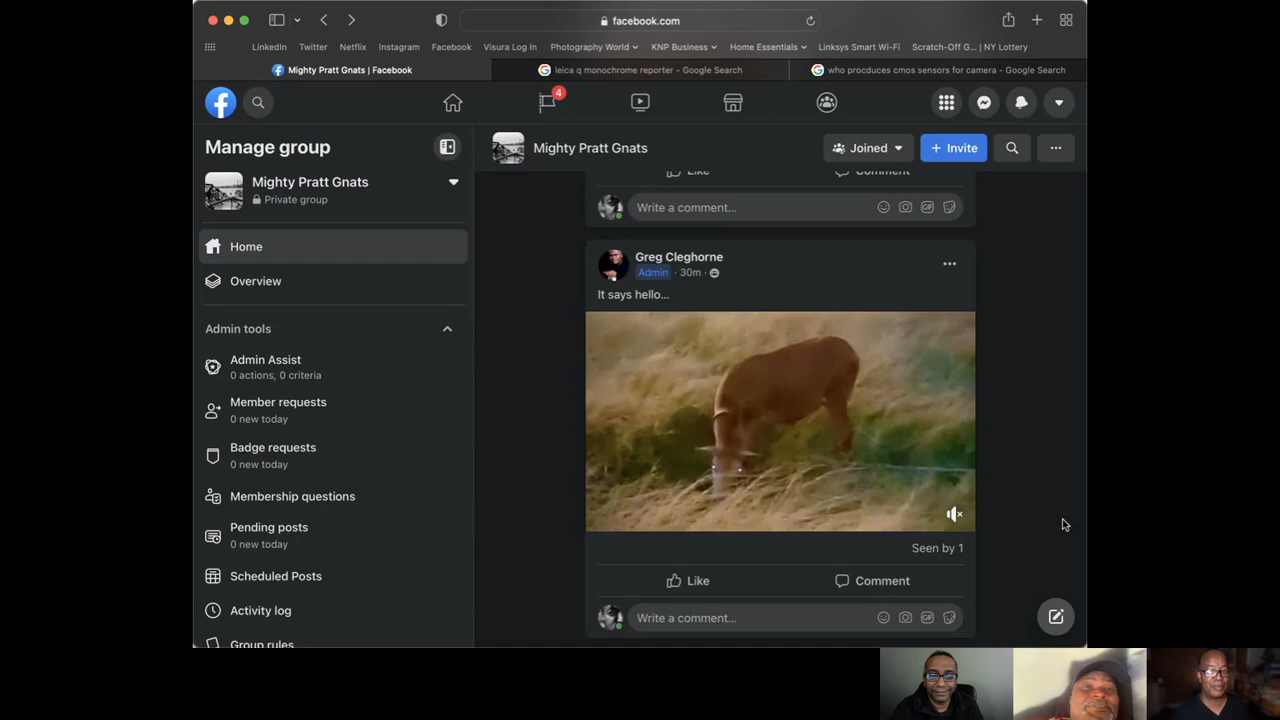 facebook.com
LinkedIn Twitter Netflix Instagram Facebook Visura Log In Photography World KNP Business Home Essentials Linksys Smart Wi-Fi Scratch-Off G... | NY Lottery
Mighty Pratt Gnats | Facebook
leica q monochrome reporter - Google Search
who procduces cmos sensors for camera - Google Search
4
Manage group
Mighty Pratt Gnats
Private group
Home
Overview
Admin tools
Admin Assist
0 actions, 0 criteria
Member requests
0 new today
Badge requests
0 new today
Membership questions
Pending posts
0 new today
Scheduled Posts
Activity log
Group rules
Mighty Pratt Gnats
Joined
+ Invite
Like Comment
Write a comment...
GIF
Greg Cleghorne
Admin · 30m ·
It says hello...
Seen by 1
Like Comment
Write a comment...
GIF